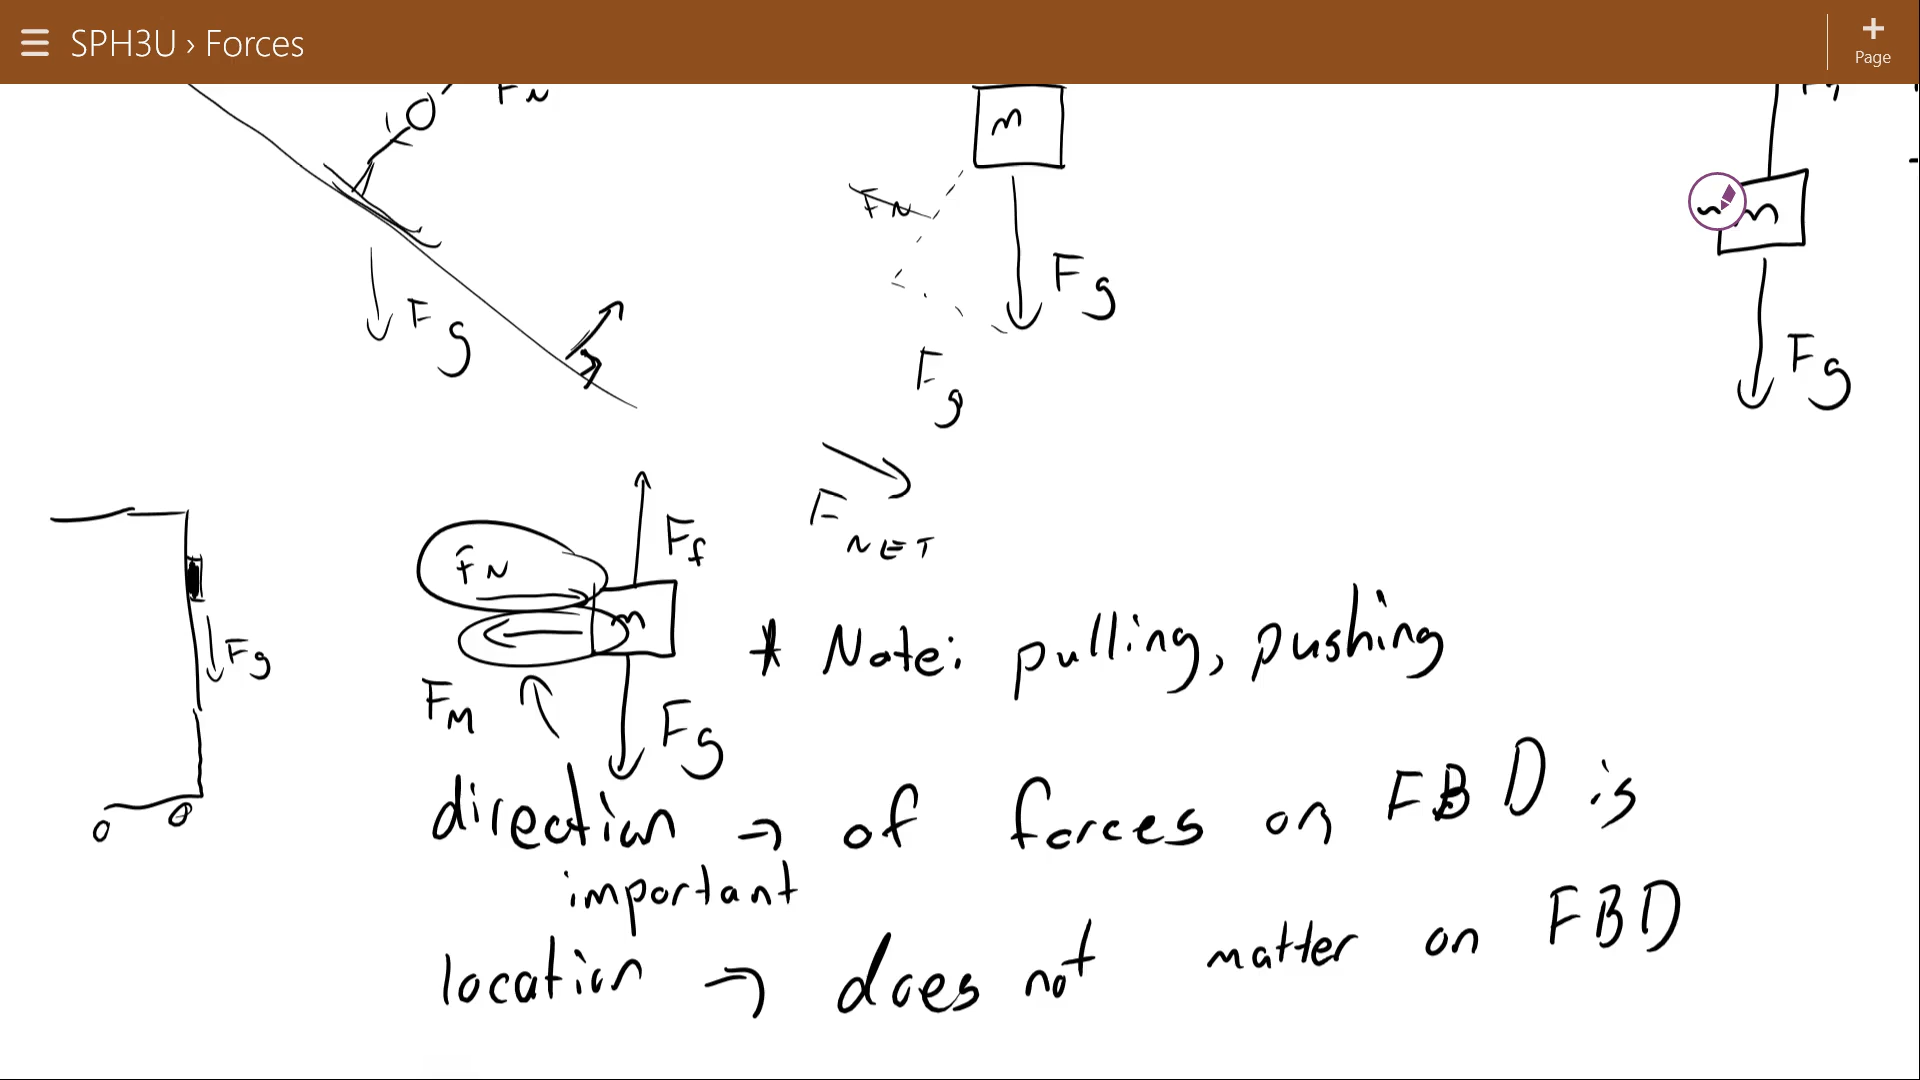 SPH3U › Forces
Page
FN
m
FN
m
Fg
Fg
Fg
Fg
FNET
FN
Ff
m
Fg
FM
Fg
* Note: pulling, pushing
direction → of forces on FBD is
important
location → does not matter on FBD